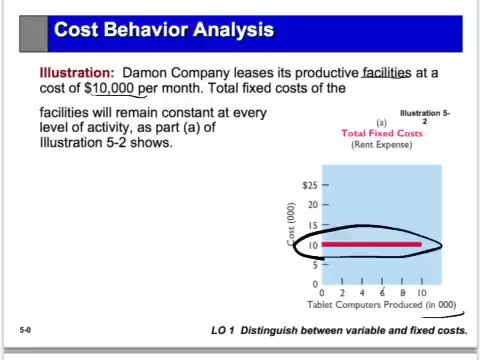 Cost Behavior Analysis
Illustration: Damon Company leases its productive facilities at a
cost of $10,000 per month. Total fixed costs of the
facilities will remain constant at every
level of activity, as part (a) of
Illustration 5-2 shows.
Illustration 5-
2
(a)
Total Fixed Costs
(Rent Expense)
Cost (000)
$25
20
15
10
5
0
0 2 4 6 8 10
Tablet Computers Produced (in 000)
5-0
LO 1 Distinguish between variable and fixed costs.